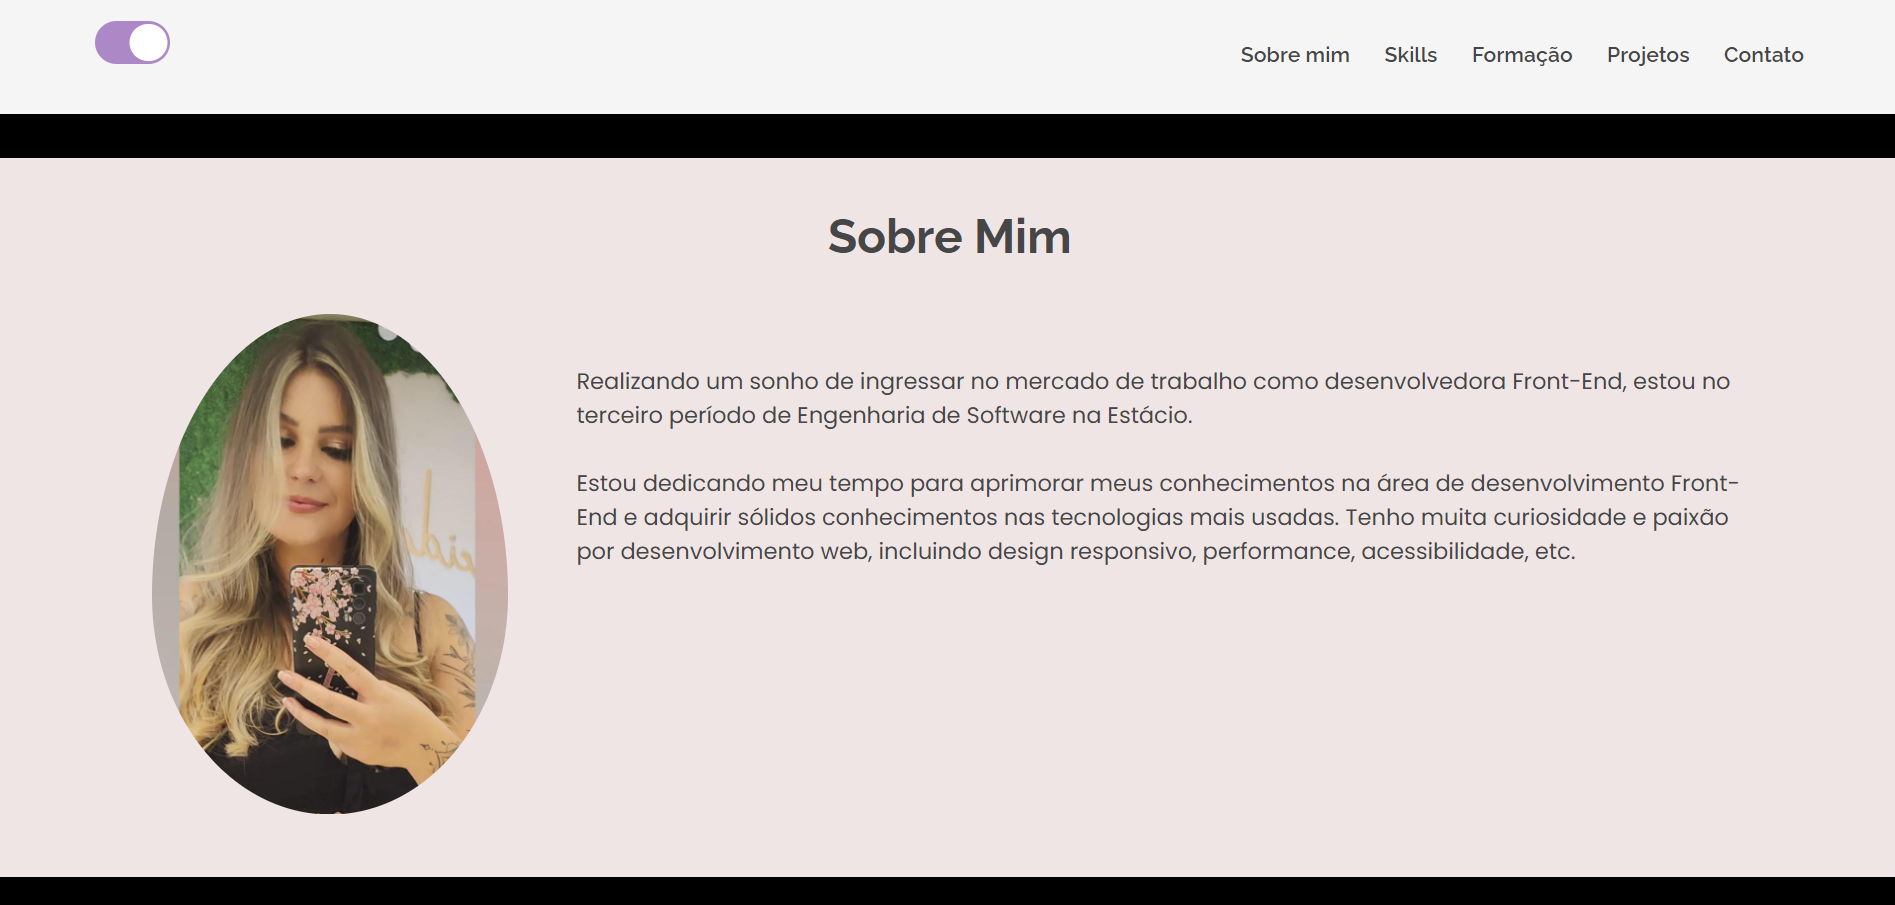 Sobre mim Skills Formação Projetos Contato
Sobre Mim
Realizando um sonho de ingressar no mercado de trabalho como desenvolvedora Front-End, estou no
terceiro período de Engenharia de Software na Estácio.
Estou dedicando meu tempo para aprimorar meus conhecimentos na área de desenvolvimento Front-
End e adquirir sólidos conhecimentos nas tecnologias mais usadas. Tenho muita curiosidade e paixão
por desenvolvimento web, incluindo design responsivo, performance, acessibilidade, etc.